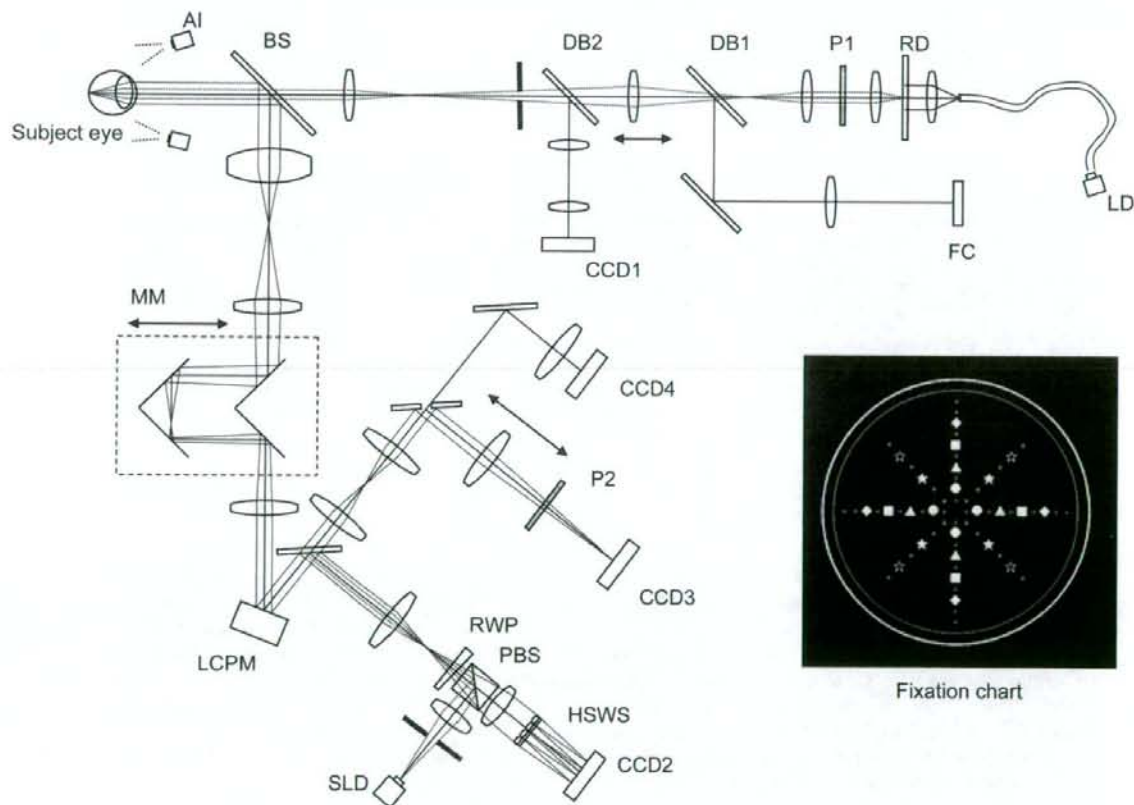 AI
BS
DB2
DB1
P1
RD
Subject eye
LD
CCD1
FC
MM
CCD4
P2
CCD3
LCPM
RWP
PBS
HSWS
CCD2
SLD
Fixation chart